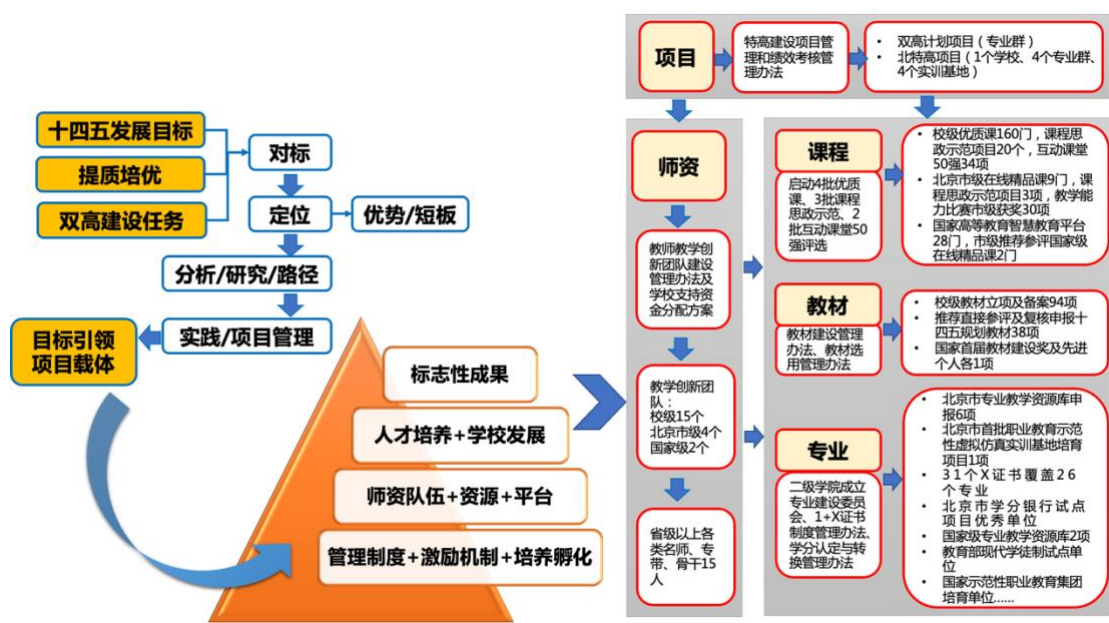 十四五发展目标
提质培优
双高建设任务
对标
定位
优势/短板
分析/研究/路径
实践/项目管理
目标引领
项目载体
标志性成果
人才培养+学校发展
师资队伍+资源+平台
管理制度+激励机制+培养孵化
项目
特高建设项目管
理和绩效考核管
理办法
• 双高计划项目（专业群）
• 北特高项目（1个学校、4个专业群、
4个实训基地）
师资
教师教学创
新团队建设
管理办法及
学校支持资
金分配方案
教学创新团
队：
校级15个
北京市级4个
国家级2个
省级以上各
类名师、专
带、骨干15
人
课程
启动4批优质
课、3批课程
思政示范、2
批互动课堂50
强评选
• 校级优质课160门，课程思
政示范项目20个，互动课堂
50强34项
• 北京市级在线精品课9门，课
程思政示范项目3项，教学能
力比赛市级获奖30项
• 国家高等教育智慧教育平台
28门，市级推荐参评国家级
在线精品课2门
教材
教材建设管理
办法、教材选
用管理办法
• 校级教材立项及备案94项
• 推荐直接参评及复核申报十
四五规划教材38项
• 国家首届教材建设奖及先进
个人各1项
专业
二级学院成立
专业建设委员
会、1+X证书
制度管理办法、
学分认定与转
换管理办法
• 北京市专业教学资源库申
报6项
• 北京市首批职业教育示范
性虚拟仿真实训基地培育
项目1项
• 31个X证书覆盖26
个专业
• 北京市学分银行试点
项目优秀单位
• 国家级专业教学资源库2项
• 教育部现代学徒制试点单
位
• 国家示范性职业教育集团
培育单位……